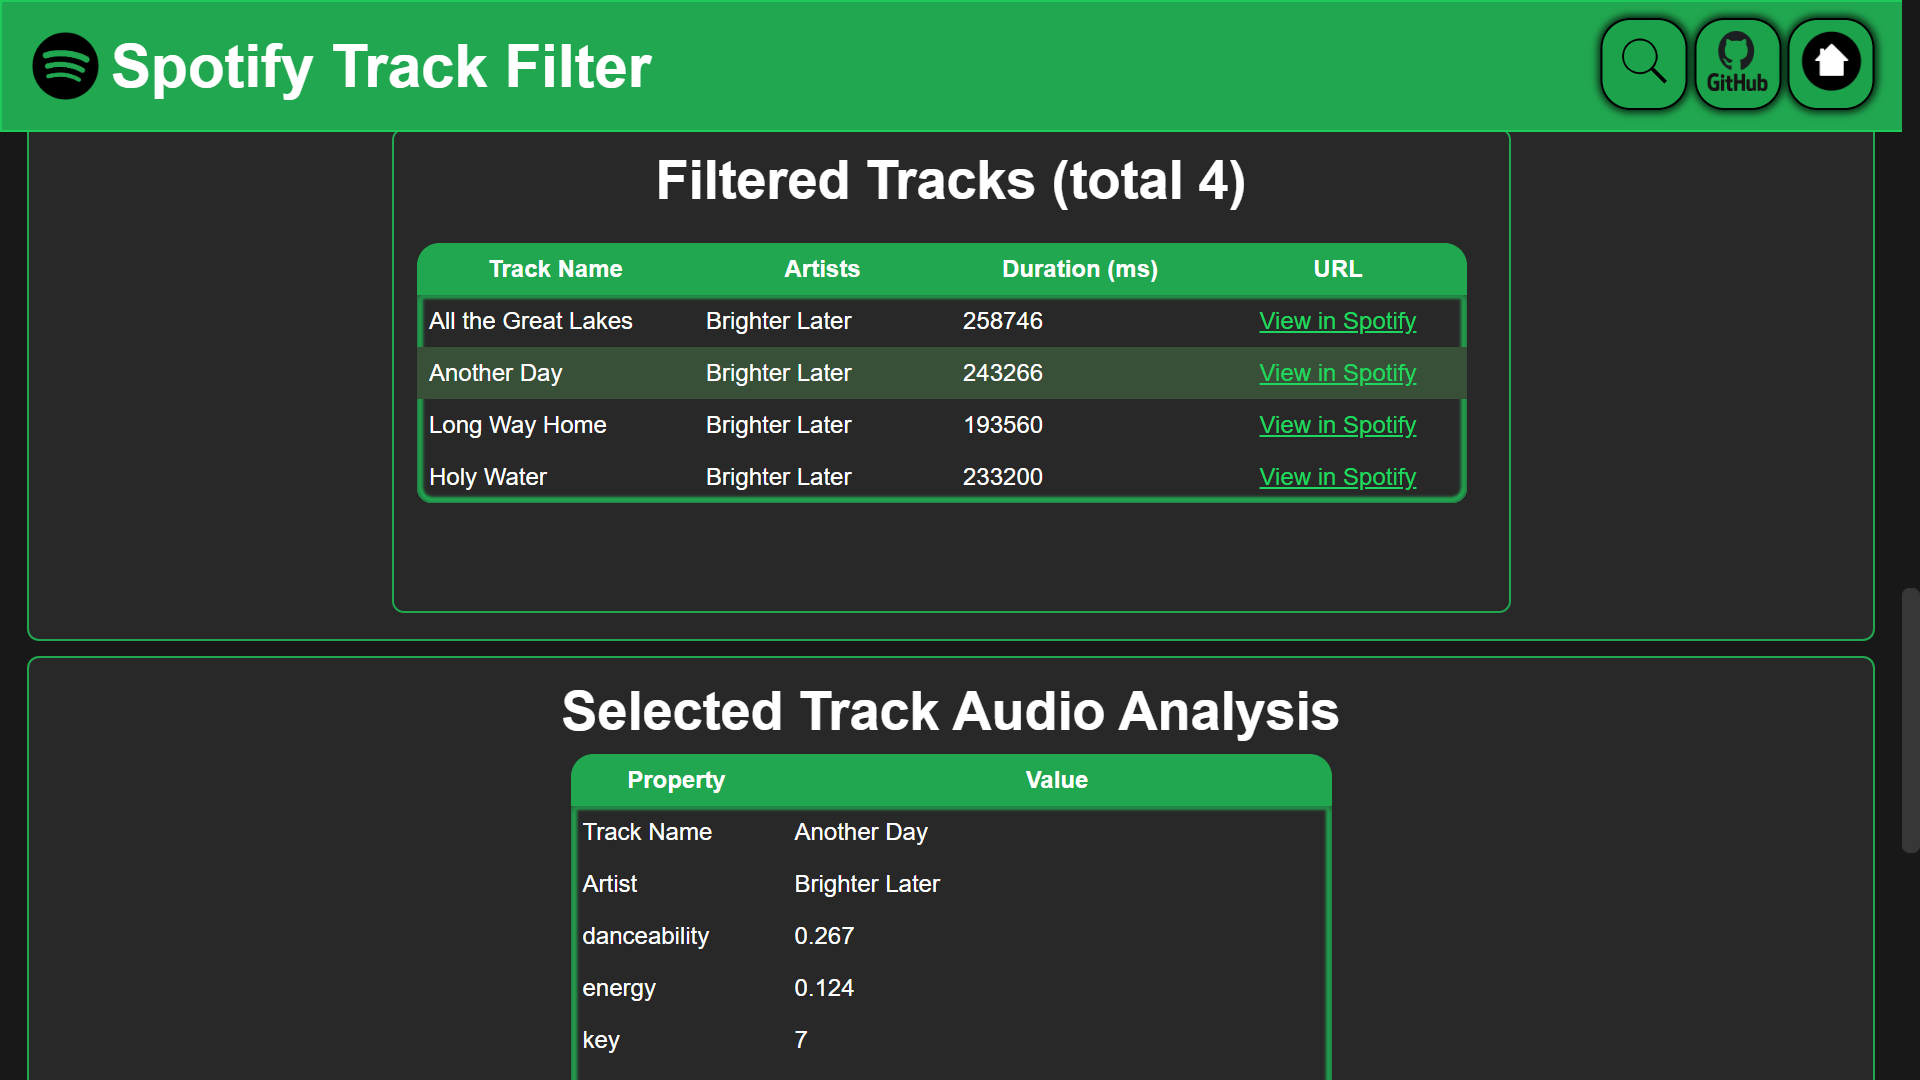 Spotify Track Filter
GitHub
Filtered Tracks (total 4)
Track Name Artists Duration (ms) URL
All the Great Lakes Brighter Later 258746 View in Spotify
Another Day Brighter Later 243266 View in Spotify
Long Way Home Brighter Later 193560 View in Spotify
Holy Water Brighter Later 233200 View in Spotify
Selected Track Audio Analysis
Property Value
Track Name Another Day
Artist Brighter Later
danceability 0.267
energy 0.124
key 7